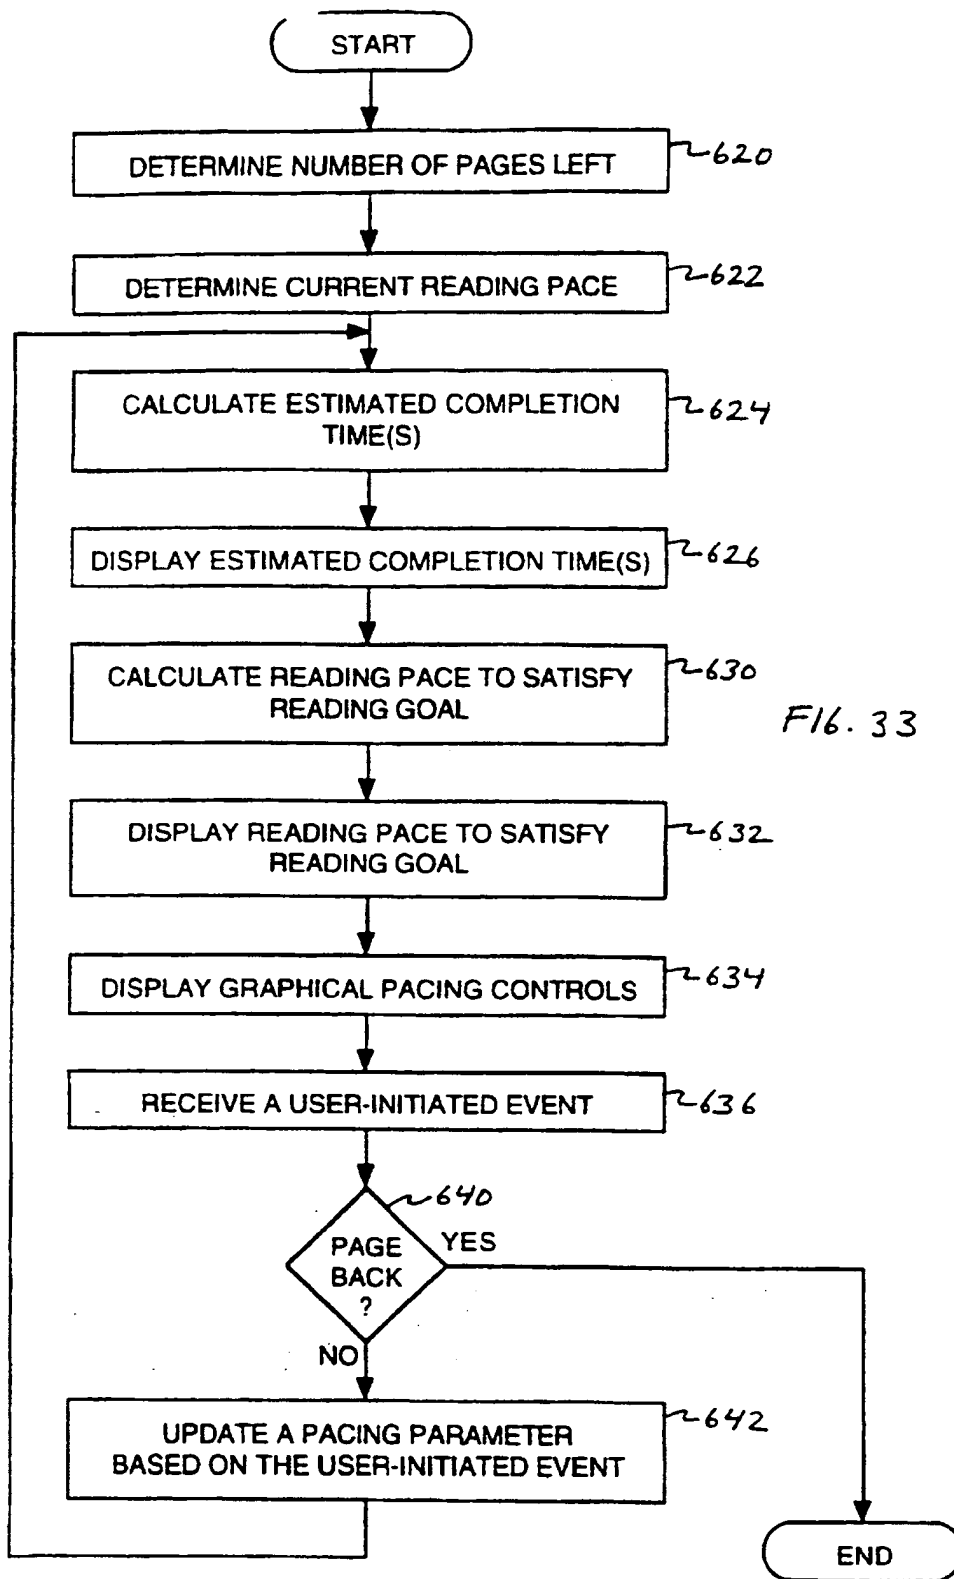 START
DETERMINE NUMBER OF PAGES LEFT
620
DETERMINE CURRENT READING PACE
622
CALCULATE ESTIMATED COMPLETION
TIME(S)
624
DISPLAY ESTIMATED COMPLETION TIME(S)
626
CALCULATE READING PACE TO SATISFY
READING GOAL
630
FIG. 33
DISPLAY READING PACE TO SATISFY
READING GOAL
632
DISPLAY GRAPHICAL PACING CONTROLS
634
RECEIVE A USER-INITIATED EVENT
636
640
PAGE
BACK
?
YES
NO
UPDATE A PACING PARAMETER
BASED ON THE USER-INITIATED EVENT
642
END